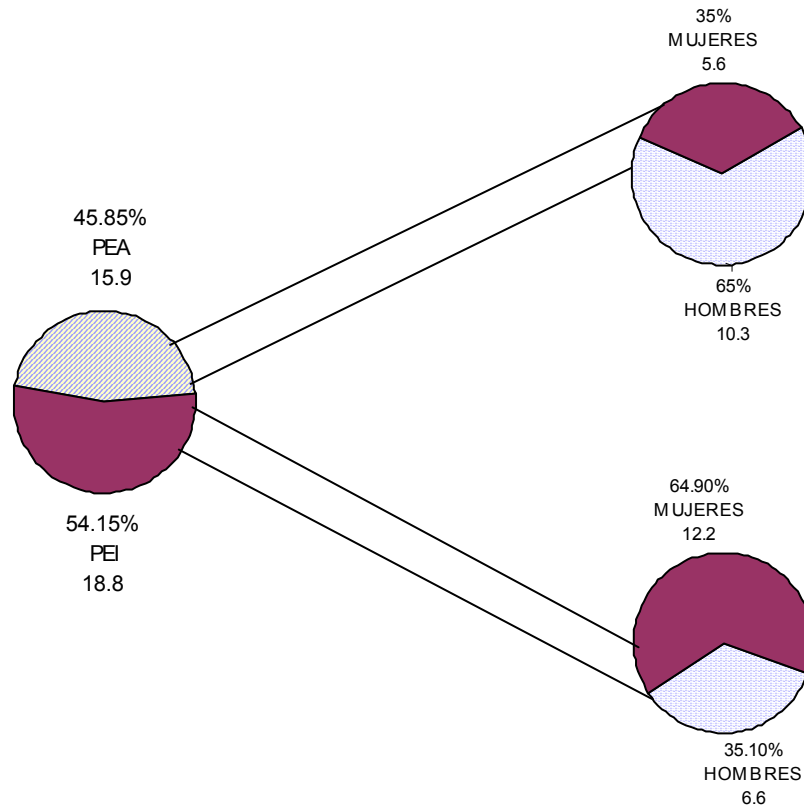 35%
MUJERES
5.6
45.85%
PEA
15.9
65%
HOMBRES
10.3
54.15%
PEI
18.8
64.90%
MUJERES
12.2
35.10%
HOMBRES
6.6